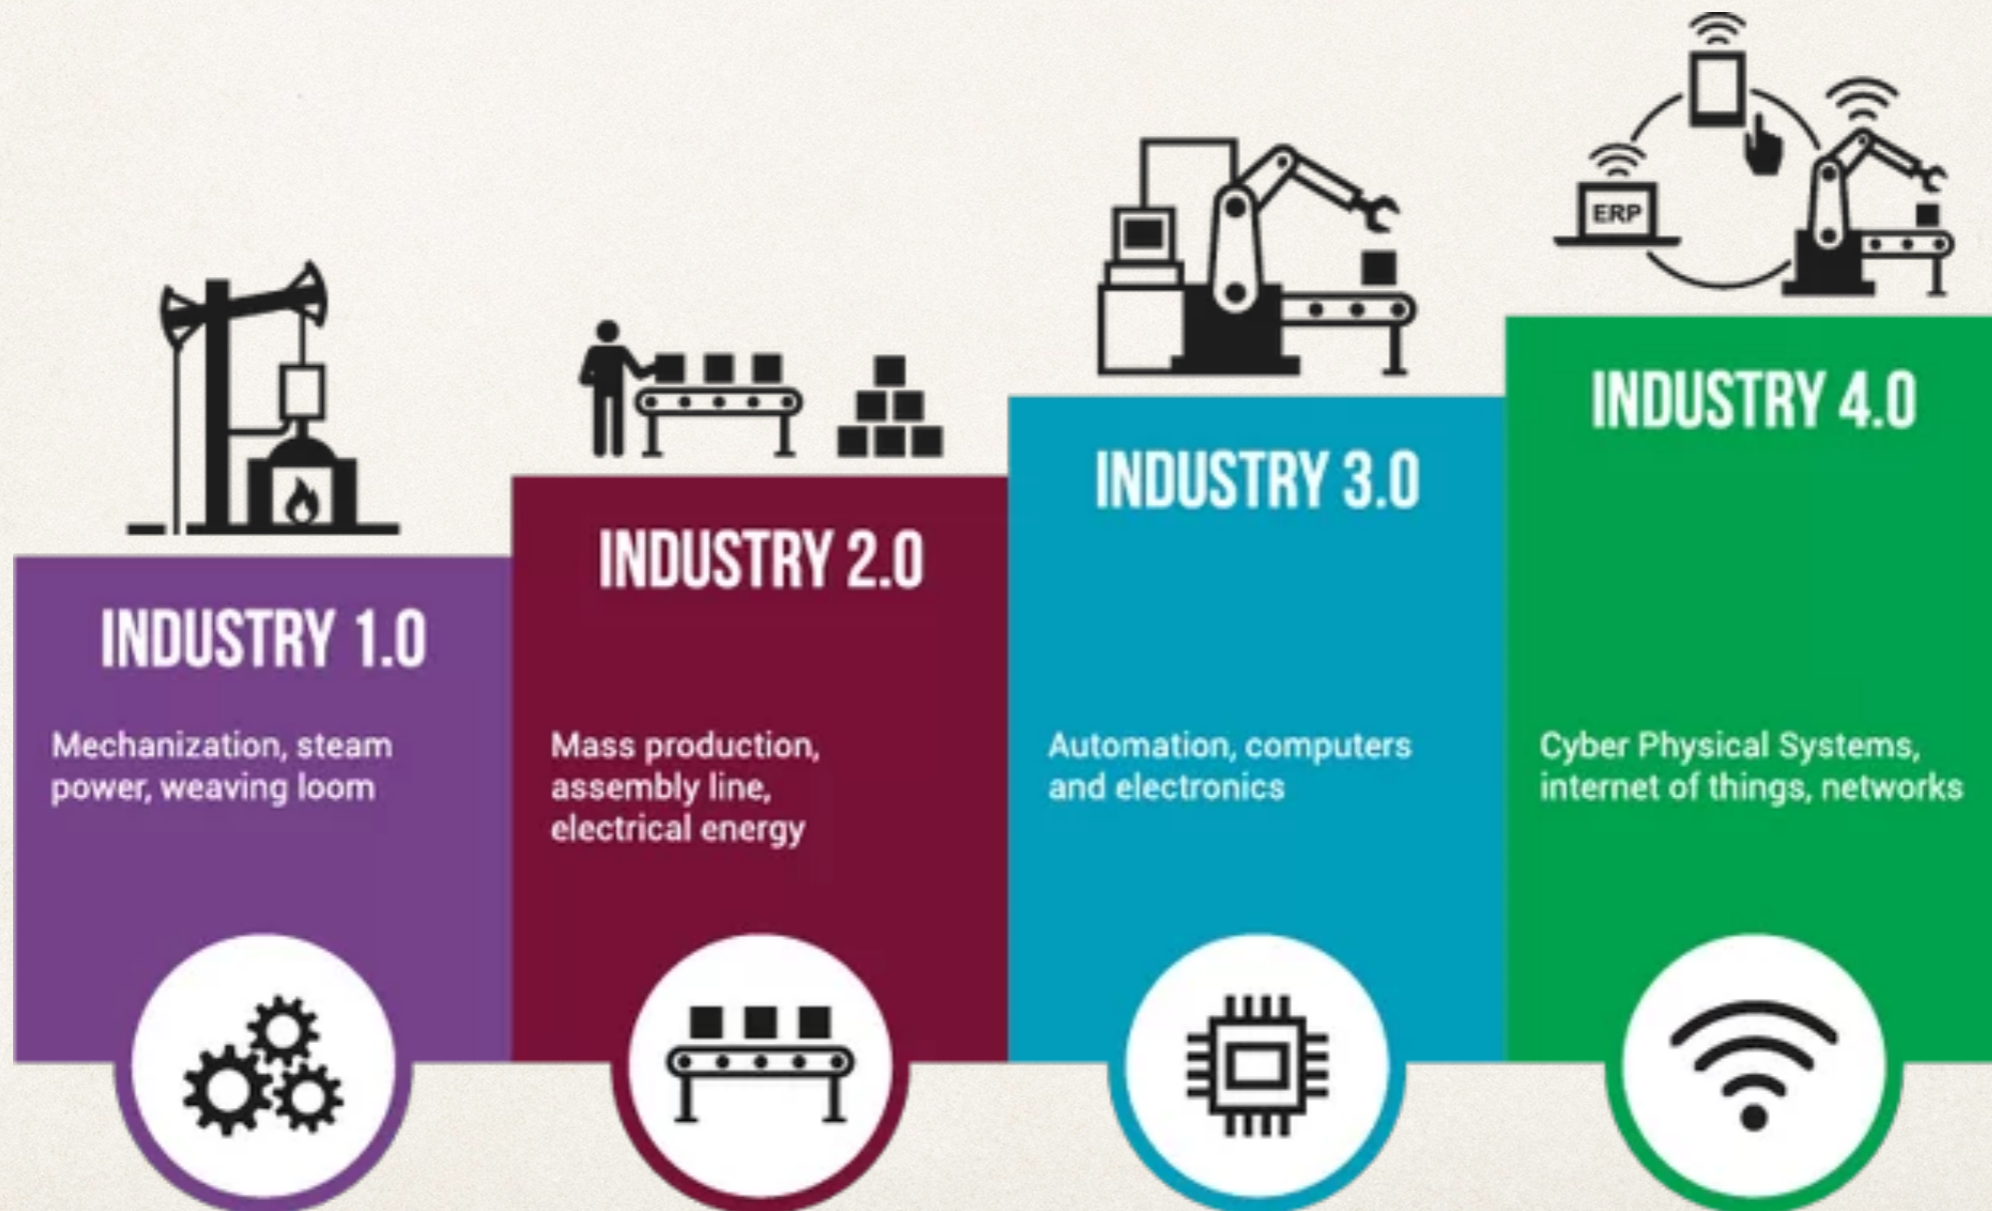 INDUSTRY 1.0
Mechanization, steam
power, weaving loom
INDUSTRY 2.0
Mass production,
assembly line,
electrical energy
INDUSTRY 3.0
Automation, computers
and electronics
ERP
INDUSTRY 4.0
Cyber Physical Systems,
internet of things, networks